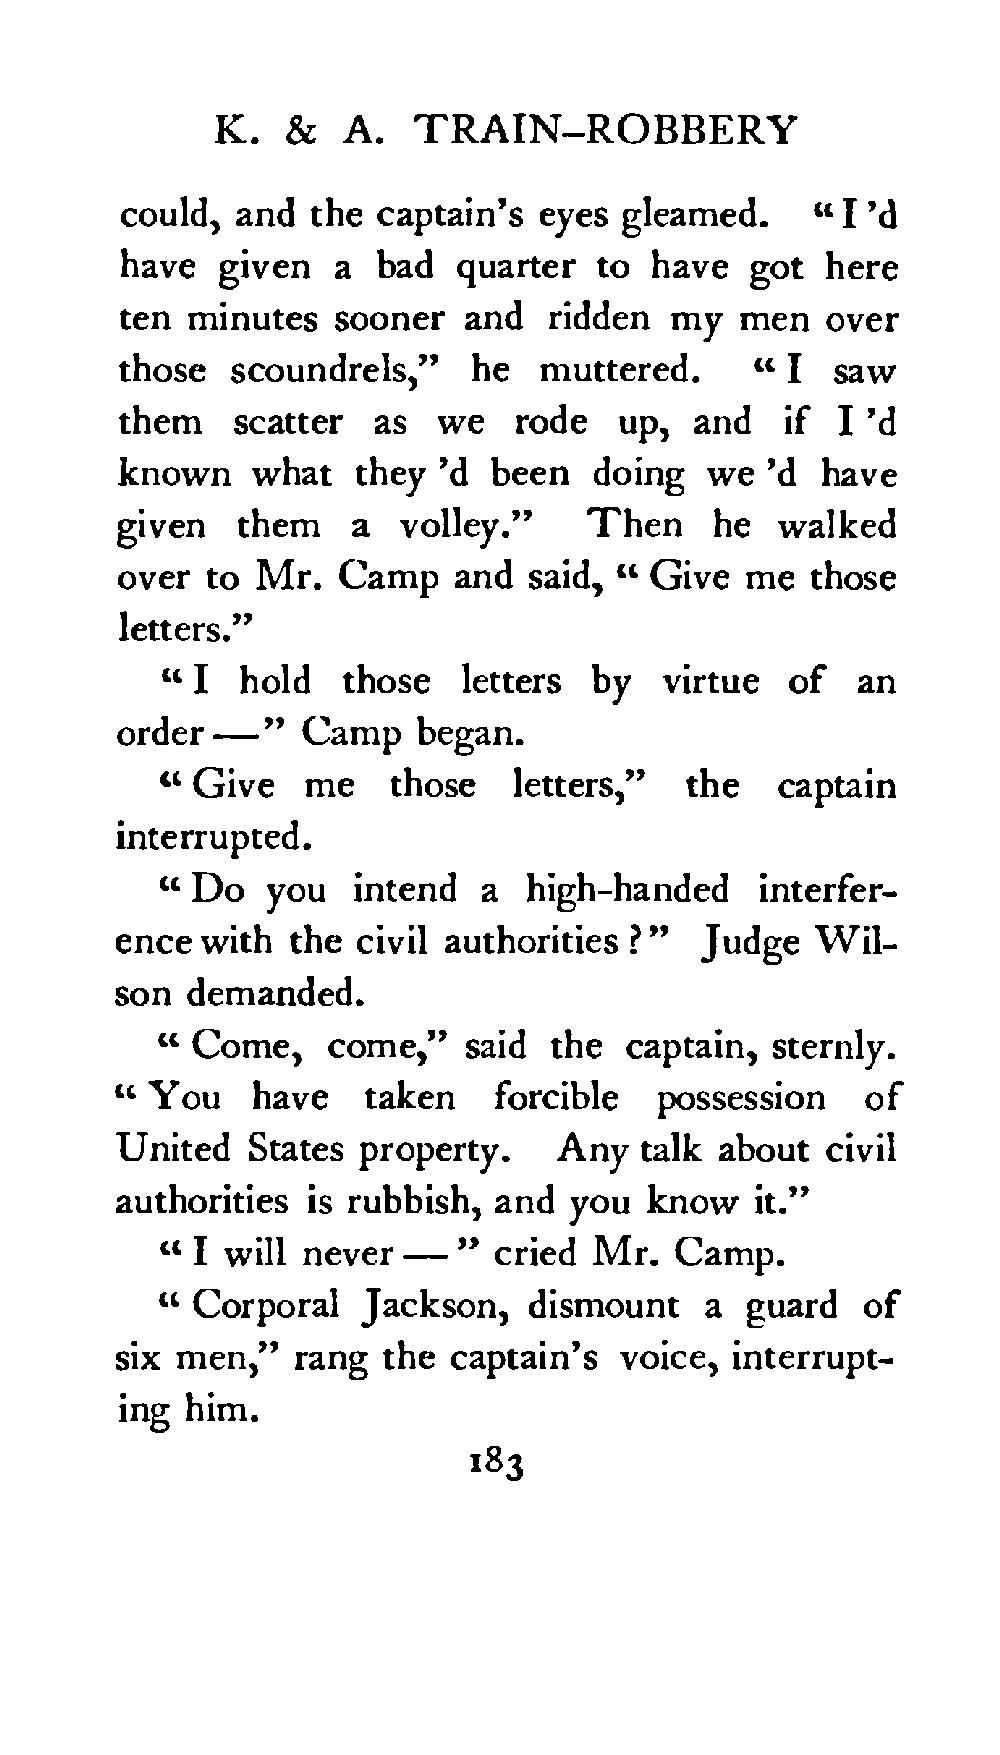 K. & A. TRAIN-ROBBERY
could, and the captain's eyes gleamed. "I 'd
have given a bad quarter to have got here
ten minutes sooner and ridden my men over
those scoundrels," he muttered. "I saw
them scatter as we rode up, and if I 'd
known what they 'd been doing we 'd have
given them a volley." Then he walked
over to Mr. Camp and said, "Give me those
letters."
"I hold those letters by virtue of an
order—" Camp began.
"Give me those letters," the captain
interrupted.
"Do you intend a high-handed interfer-
ence with the civil authorities?" Judge Wil-
son demanded.
"Come, come," said the captain, sternly.
"You have taken forcible possession of
United States property. Any talk about civil
authorities is rubbish, and you know it."
"I will never—" cried Mr. Camp.
"Corporal Jackson, dismount a guard of
six men," rang the captain's voice, interrupt-
ing him.
183